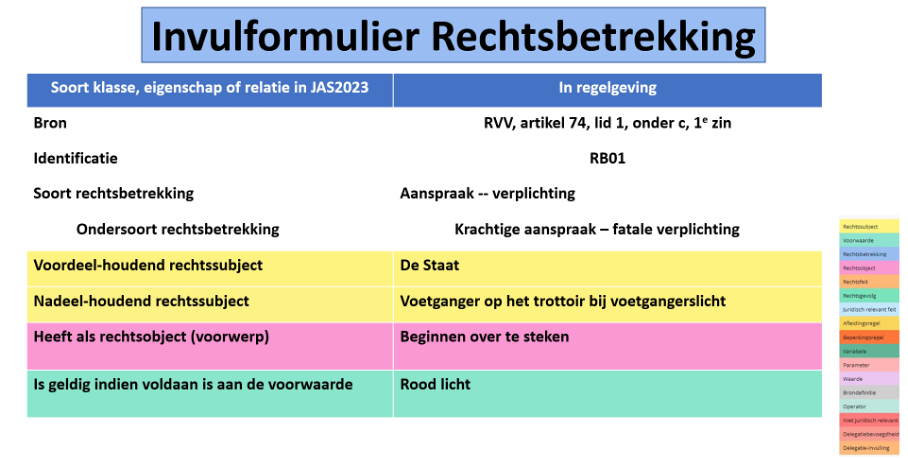 Invulformulier Rechtsbetrekking
Soort klasse, eigenschap of relatie in JAS2023 In regelgeving
Bron RVV, artikel 74, lid 1, onder c, 1e zin
Identificatie RB01
Soort rechtsbetrekking Aanspraak -- verplichting
Ondersoort rechtsbetrekking Krachtige aanspraak – fatale verplichting
Voordeel-houdend rechtssubject De Staat
Nadeel-houdend rechtssubject Voetganger op het trottoir bij voetgangerslicht
Heeft als rechtsobject (voorwerp) Beginnen over te steken
Is geldig indien voldaan is aan de voorwaarde Rood licht
Rechtssubject
Voorwaarde
Rechtsbetrekking
Rechtsobject
Rechtsfeit
Rechtsgevolg
Juridisch relevant feit
Afleidingsregel
Beperkingsregel
Variabele
Parameter
Waarde
Brondefinitie
Operator
Niet juridisch relevant
Delegatiebevoegdheid
Delegatie-invulling